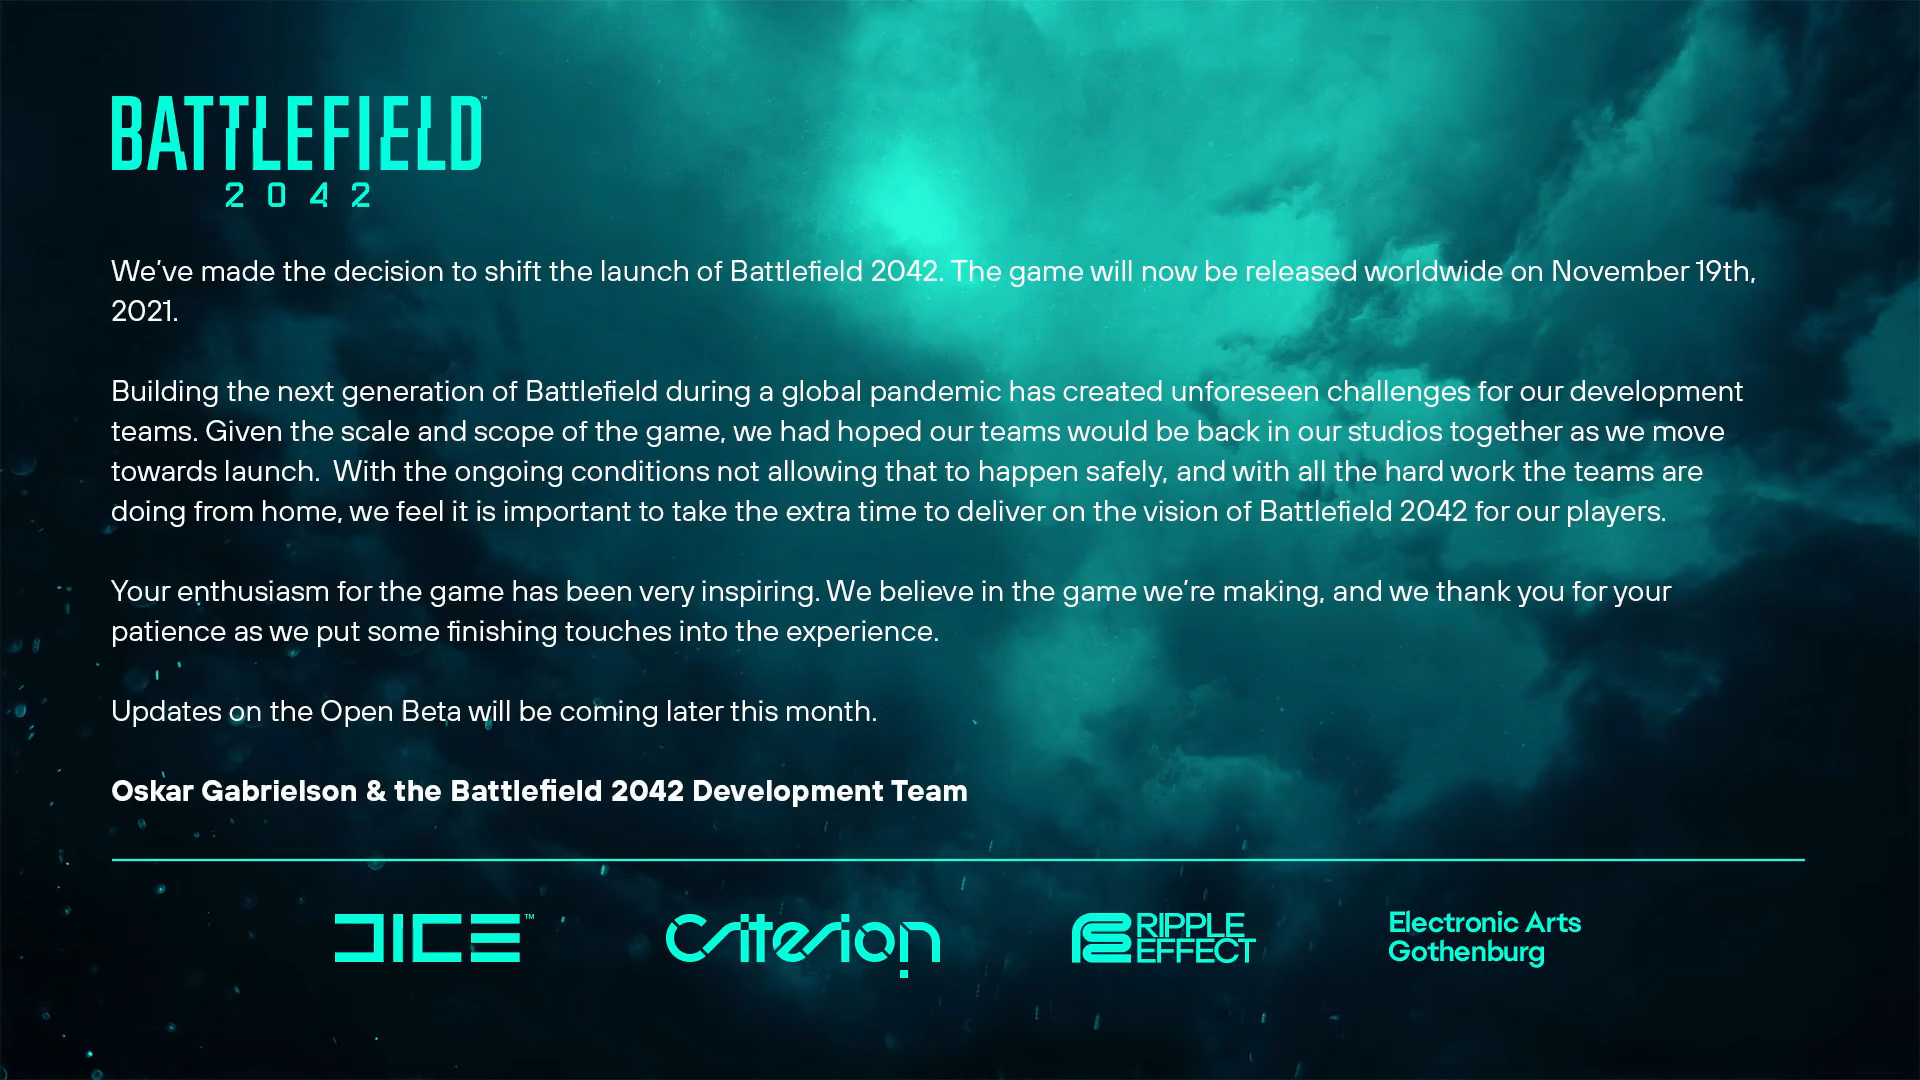 BATTLEFIELD™
2042
We’ve made the decision to shift the launch of Battlefield 2042. The game will now be released worldwide on November 19th,
2021.
Building the next generation of Battlefield during a global pandemic has created unforeseen challenges for our development
teams. Given the scale and scope of the game, we had hoped our teams would be back in our studios together as we move
towards launch.  With the ongoing conditions not allowing that to happen safely, and with all the hard work the teams are
doing from home, we feel it is important to take the extra time to deliver on the vision of Battlefield 2042 for our players.
Your enthusiasm for the game has been very inspiring. We believe in the game we’re making, and we thank you for your
patience as we put some finishing touches into the experience.
Updates on the Open Beta will be coming later this month.
Oskar Gabrielson & the Battlefield 2042 Development Team
DICE™
Criterion
RIPPLE
EFFECT
Electronic Arts
Gothenburg